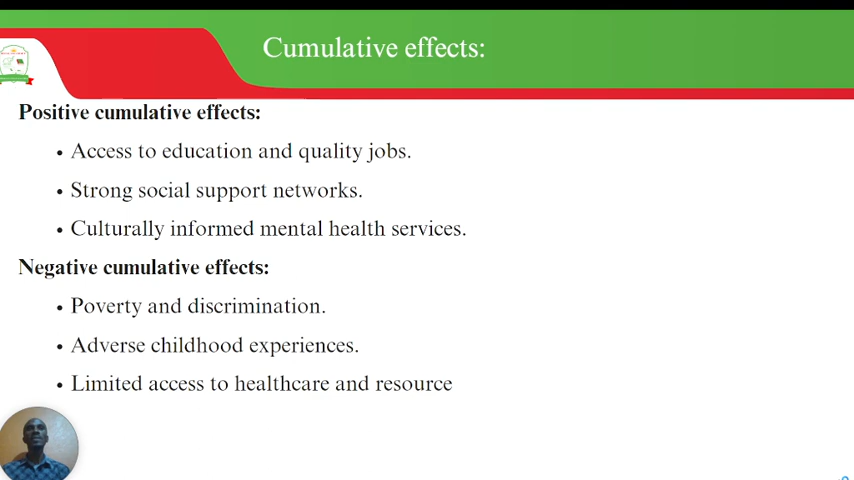 Cumulative effects:
Positive cumulative effects:
• Access to education and quality jobs.
• Strong social support networks.
• Culturally informed mental health services.
Negative cumulative effects:
• Poverty and discrimination.
• Adverse childhood experiences.
• Limited access to healthcare and resource